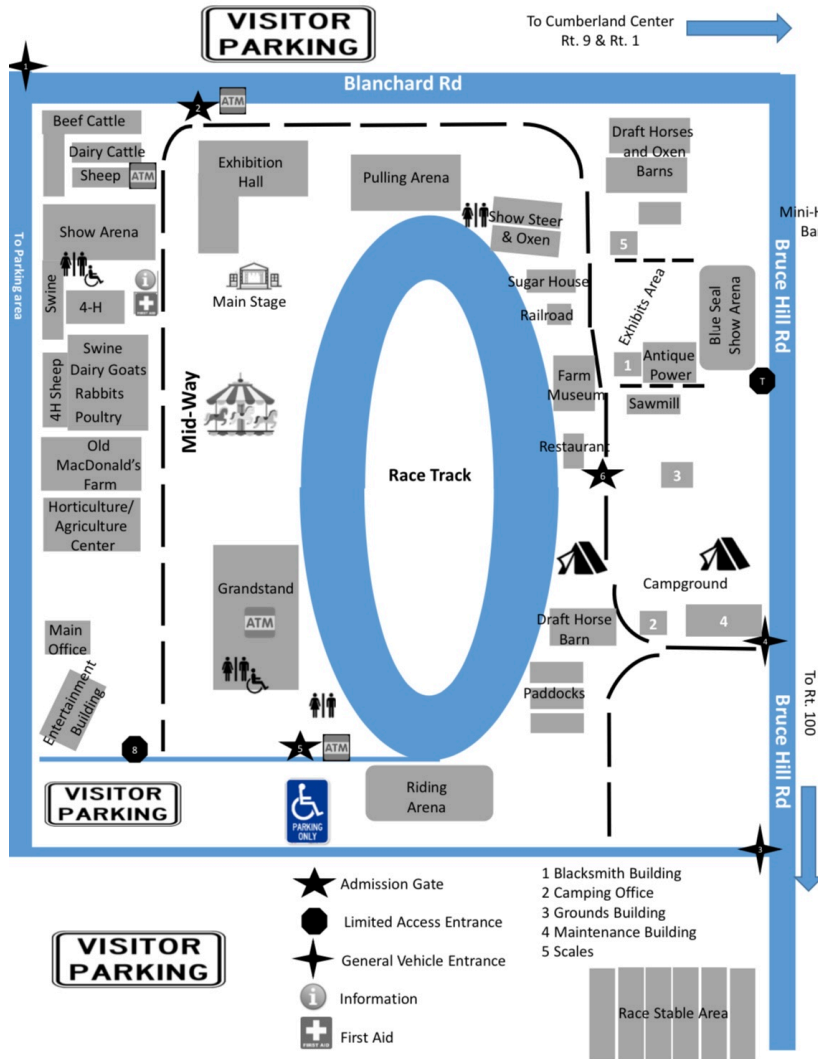 VISITOR
PARKING
To Cumberland Center
Rt. 9 & Rt. 1
1
Blanchard Rd
2
ATM
Beef Cattle
Dairy Cattle
Sheep
ATM
Exhibition
Hall
Pulling Arena
Draft Horses
and Oxen
Barns
Show Arena
Show Steer
& Oxen
5
Mini-H
Ba
To Parking area
Bruce Hill Rd
Swine
4-H
FIRST AID
Main Stage
Sugar House
Railroad
Exhibits Area
Blue Seal
Show Arena
4H Sheep
Swine
Dairy Goats
Rabbits
Poultry
Mid-Way
Farm
Museum
1
Antique
Power
T
Sawmill
Old
MacDonald's
Farm
Restaurant
6
3
Race Track
Horticulture/
Agriculture
Center
Grandstand
ATM
Campground
Main
Office
Draft Horse
Barn
2
4
4
Entertainment
Building
Paddocks
To Rt. 100
Bruce Hill Rd
8
5
ATM
VISITOR
PARKING
PARKING
ONLY
Riding
Arena
3
Admission Gate
Limited Access Entrance
General Vehicle Entrance
Information
FIRST AID
First Aid
1 Blacksmith Building
2 Camping Office
3 Grounds Building
4 Maintenance Building
5 Scales
VISITOR
PARKING
Race Stable Area